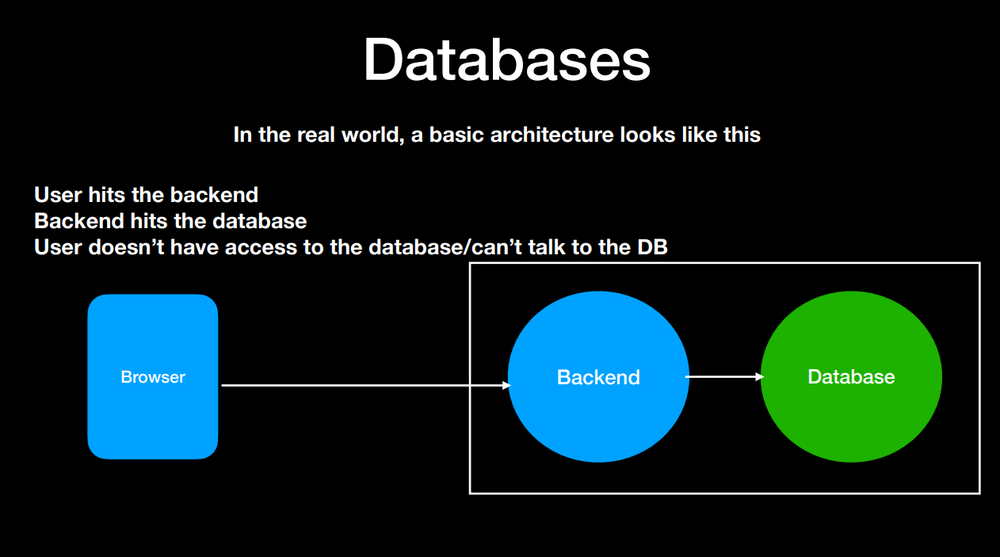 Databases
In the real world, a basic architecture looks like this
User hits the backend
Backend hits the database
User doesn’t have access to the database/can’t talk to the DB
Browser
Backend
Database